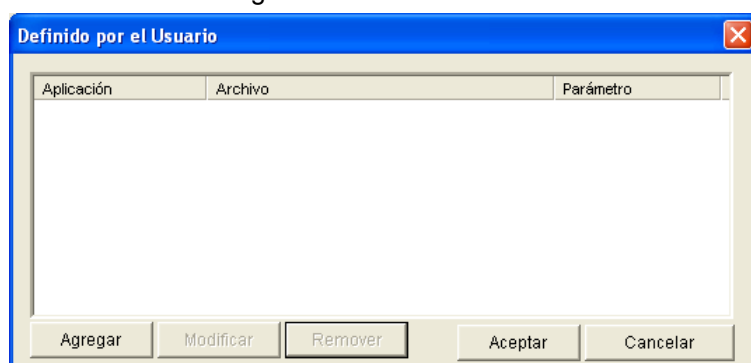 Definido por el Usuario
Aplicación Archivo Parámetro
Agregar Modificar Remover Aceptar Cancelar